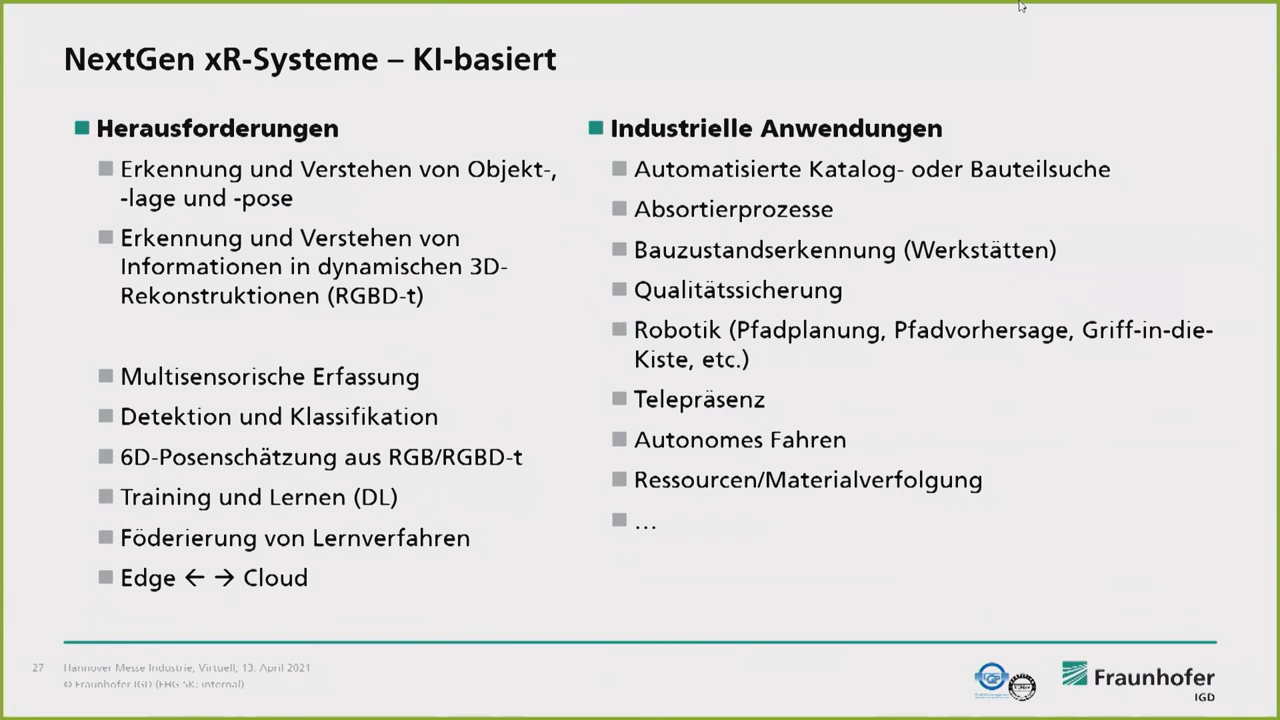 NextGen xR-Systeme – KI-basiert
Herausforderungen
Erkennung und Verstehen von Objekt-,
-lage und -pose
Erkennung und Verstehen von
Informationen in dynamischen 3D-
Rekonstruktionen (RGBD-t)
Multisensorische Erfassung
Detektion und Klassifikation
6D-Posenschätzung aus RGB/RGBD-t
Training und Lernen (DL)
Föderierung von Lernverfahren
Edge ← → Cloud
Industrielle Anwendungen
Automatisierte Katalog- oder Bauteilsuche
Absortierprozesse
Bauzustandserkennung (Werkstätten)
Qualitätssicherung
Robotik (Pfadplanung, Pfadvorhersage, Griff-in-die-
Kiste, etc.)
Telepräsenz
Autonomes Fahren
Ressourcen/Materialverfolgung
...
27
Hannover Messe Industrie, Virtuell, 13. April 2021
© Fraunhofer IGD (FHG SK: internal)
Fraunhofer
IGD